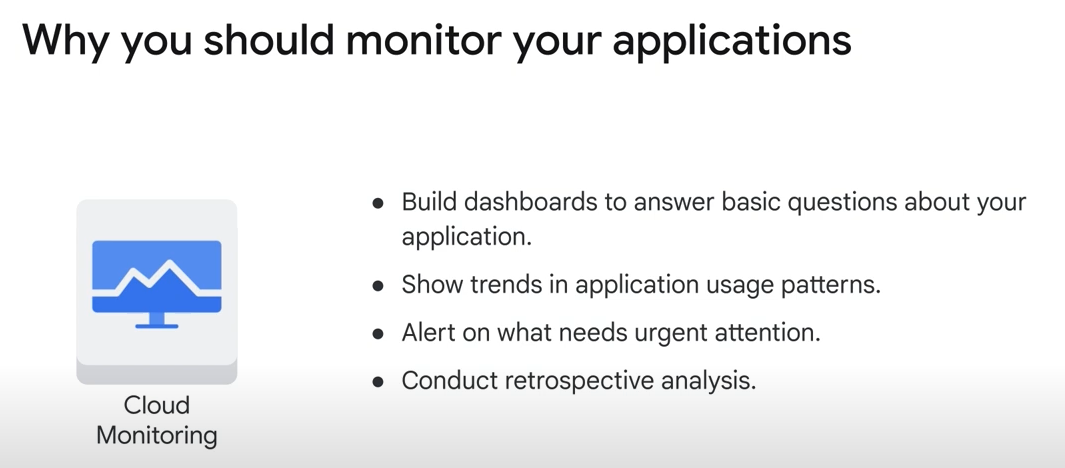 Why you should monitor your applications
● Build dashboards to answer basic questions about your
application.
● Show trends in application usage patterns.
● Alert on what needs urgent attention.
● Conduct retrospective analysis.
Cloud
Monitoring